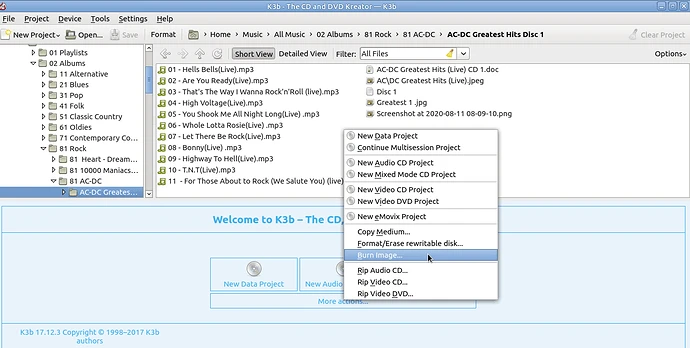 K3b - The CD and DVD Kreator — K3b
File Project Device Tools Settings Help
New Project Open... Save Format Home Music All Music 02 Albums 81 Rock 81 AC-DC AC-DC Greatest Hits Disc 1 Clear Project
Short View Detailed View Filter: All Files Options
01 Playlists
02 Albums
11 Alternative
21 Blues
31 Pop
41 Folk
51 Classic Country
61 Oldies
71 Contemporary Co...
81 Rock
81 Heart - Dream...
81 10000 Maniacs...
81 AC-DC
AC-DC Greates...
01 - Hells Bells(Live).mp3
02 - Are You Ready(Live).mp3
03 - That's The Way I Wanna Rock'n'Roll (live).mp3
04 - High Voltage(Live).mp3
05 - You Shook Me All Night Long(Live) .mp3
06 - Whole Lotta Rosie(Live) .mp3
07 - Let There Be Rock(Live).mp3
08 - Bonny(Live) .mp3
09 - Highway To Hell(Live).mp3
10 - T.N.T(Live).mp3
11 - For Those About to Rock (We Salute You) (live)
AC-DC Greatest Hits (Live) CD 1.doc
AC\DC Greatest Hits (Live).jpeg
Disc 1
Greatest 1 .jpg
Screenshot at 2020-08-11 08-09-10.png
New Data Project
Continue Multisession Project
New Audio CD Project
New Mixed Mode CD Project
New Video CD Project
New Video DVD Project
New eMovix Project
Copy Medium...
Format/Erase rewritable disk...
Burn Image...
Rip Audio CD...
Rip Video CD...
Rip Video DVD...
Welcome to K3b – The CD,
New Data Project New Audio
More actions...
K3b 17.12.3 Copyright © 1998–2017 K3b
authors